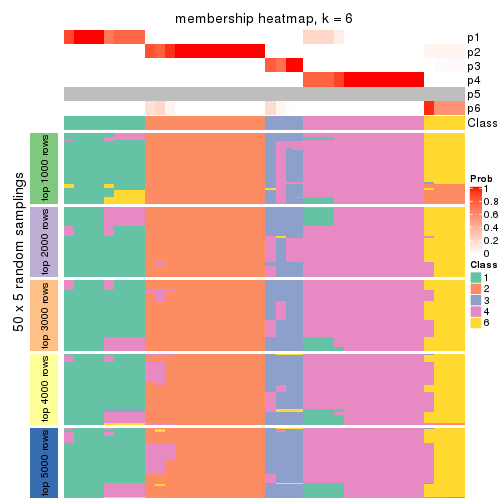 membership heatmap, k = 6
p1
p2
p3
p4
p5
p6
Class
50 x 5 random samplings
top 1000 rows
top 2000 rows
top 3000 rows
top 4000 rows
top 5000 rows
Prob
1
0.8
0.6
0.4
0.2
0
Class
1
2
3
4
6